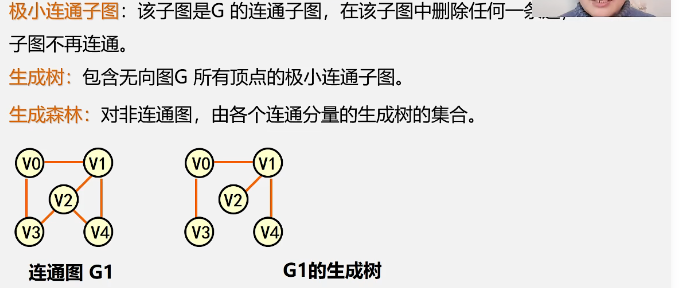 极小连通子图：该子图是G 的连通子图，在该子图中删除任何一条
子图不再连通。
生成树：包含无向图G 所有顶点的极小连通子图。
生成森林：对非连通图，由各个连通分量的生成树的集合。
V0 V1 V0 V1
V2 V2
V3 V4 V3 V4
连通图 G1 G1的生成树